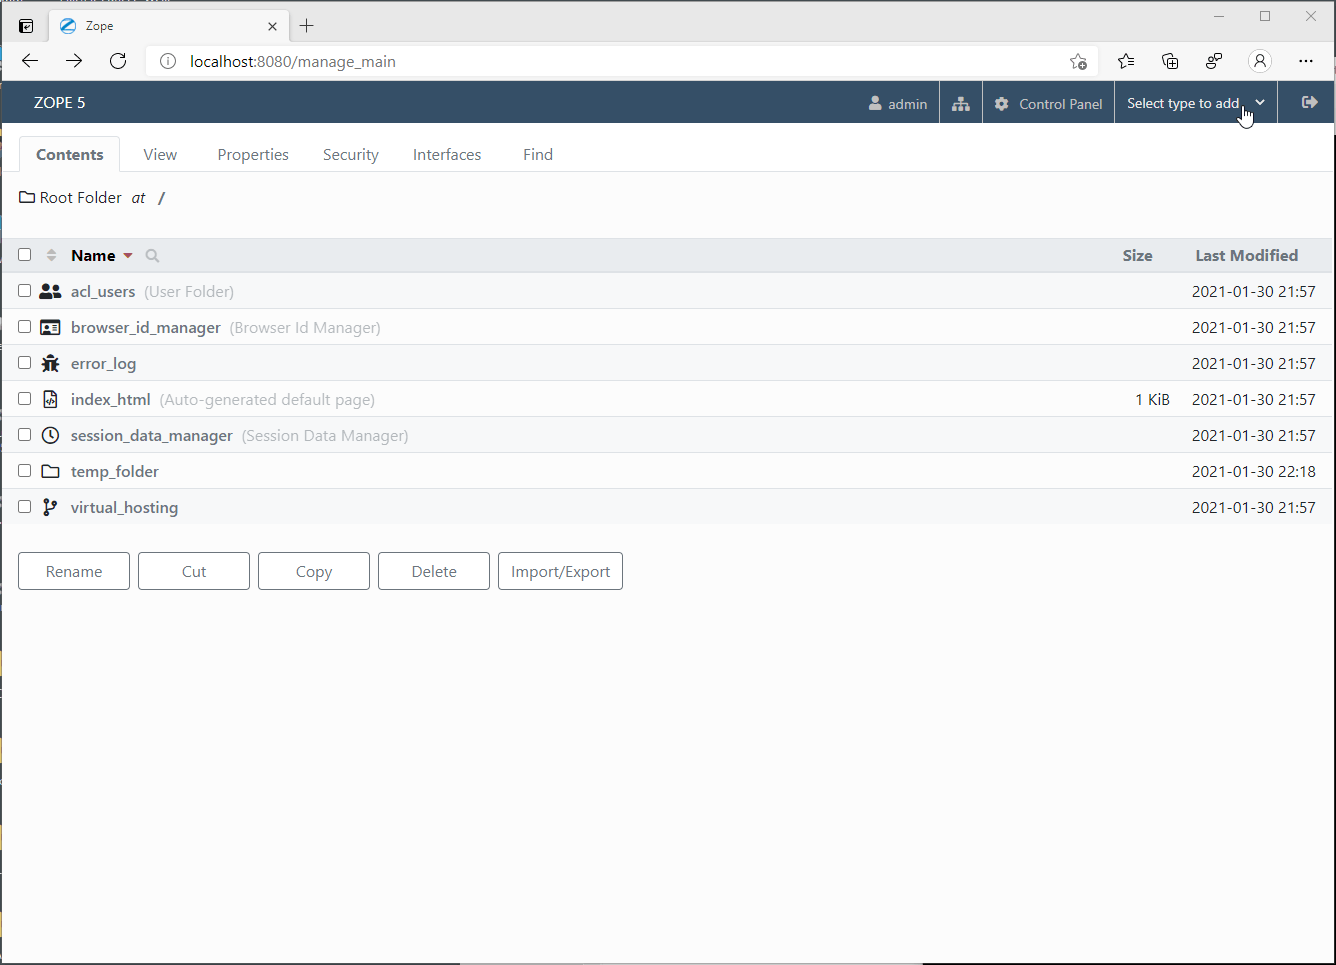 Zope
localhost:8080/manage_main
ZOPE 5 admin Control Panel Select type to add
Contents View Properties Security Interfaces Find
Root Folder at /
Name Size Last Modified
acl_users (User Folder) 2021-01-30 21:57
browser_id_manager (Browser Id Manager) 2021-01-30 21:57
error_log 2021-01-30 21:57
index_html (Auto-generated default page) 1 KiB 2021-01-30 21:57
session_data_manager (Session Data Manager) 2021-01-30 21:57
temp_folder 2021-01-30 22:18
virtual_hosting 2021-01-30 21:57
Rename Cut Copy Delete Import/Export